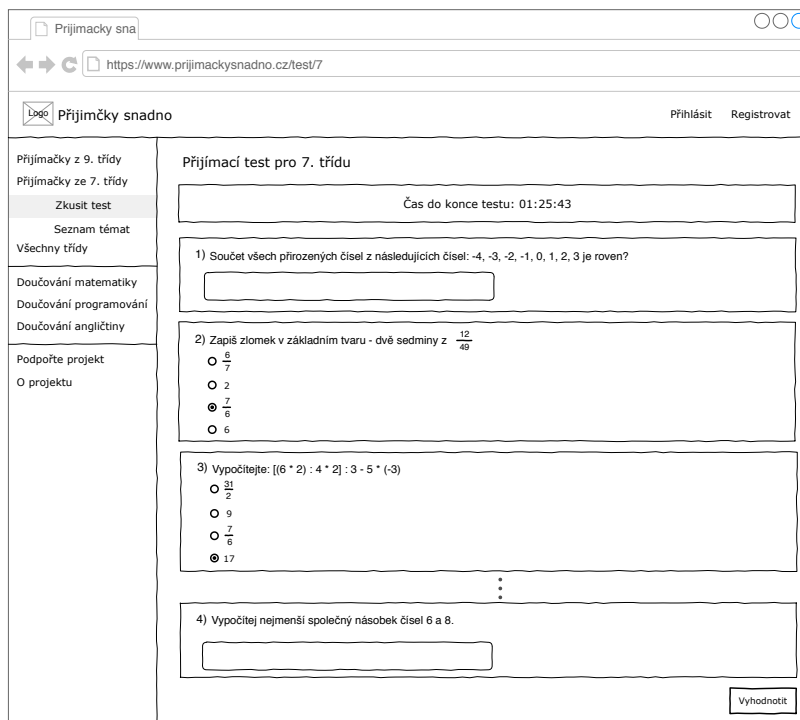 Prijimacky sna
https://www.prijimackysnadno.cz/test/7
Logo Přijimčky snadno
Přihlásit Registrovat
Přijímačky z 9. třídy
Přijímačky ze 7. třídy
Zkusit test
Seznam témat
Všechny třídy
Doučování matematiky
Doučování programování
Doučování angličtiny
Podpořte projekt
O projektu
Přijímací test pro 7. třídu
Čas do konce testu: 01:25:43
1) Součet všech přirozených čísel z následujících čísel: -4, -3, -2, -1, 0, 1, 2, 3 je roven?
2) Zapiš zlomek v základním tvaru - dvě sedminy z 12/49
6/7
2
7/6
6
3) Vypočítejte: [(6 * 2) : 4 * 2] : 3 - 5 * (-3)
31/2
9
7/6
17
4) Vypočítej nejmenší společný násobek čísel 6 a 8.
Vyhodnotit